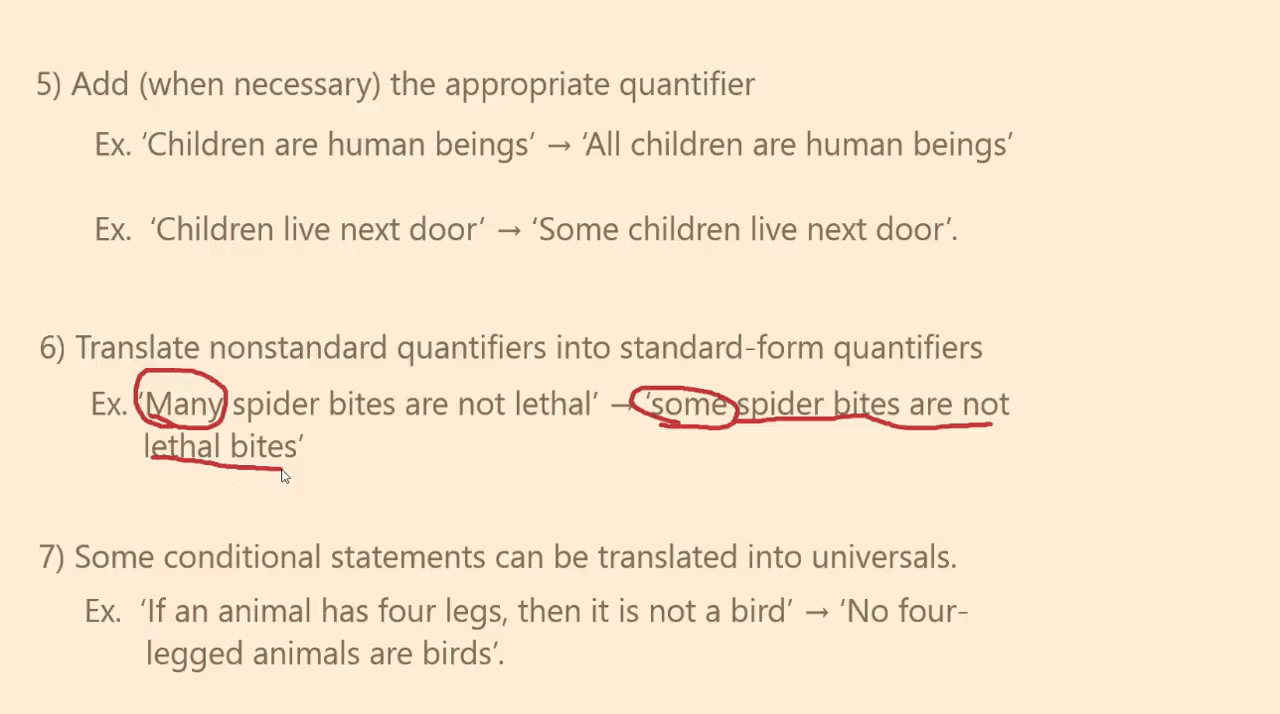 5) Add (when necessary) the appropriate quantifier
Ex. ‘Children are human beings’ → ‘All children are human beings’
Ex. ‘Children live next door’ → ‘Some children live next door’.
6) Translate nonstandard quantifiers into standard-form quantifiers
Ex. ‘Many spider bites are not lethal’ → ‘some spider bites are not
lethal bites’
7) Some conditional statements can be translated into universals.
Ex. ‘If an animal has four legs, then it is not a bird’ → ‘No four-
legged animals are birds’.